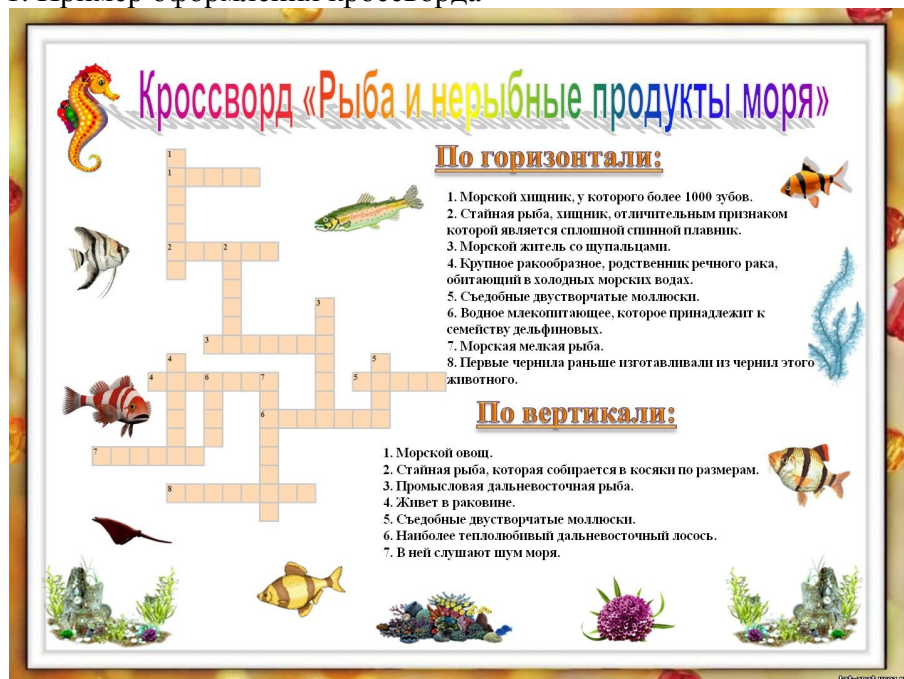 Кроссворд «Рыба и нерыбные продукты моря»
По горизонтали:
1. Морской хищник, у которого более 1000 зубов.
2. Стайная рыба, хищник, отличительным признаком
которой является сплошной спинной плавник.
3. Морской житель со щупальцами.
4. Крупное ракообразное, родственник речного рака,
обитающий в холодных морских водах.
5. Съедобные двустворчатые моллюски.
6. Водное млекопитающее, которое принадлежит к
семейству дельфиновых.
7. Морская мелкая рыба.
8. Первые чернила раньше изготавливали из чернил этого
животного.
По вертикали:
1. Морской овощ.
2. Стайная рыба, которая собирается в косяки по размерам.
3. Промысловая дальневосточная рыба.
4. Живет в раковине.
5. Съедобные двустворчатые моллюски.
6. Наиболее теплолюбивый дальневосточный лосось.
7. В ней слушают шум моря.
1
1
2 2
3
3
4 5
4 6 7 5
6
7
8